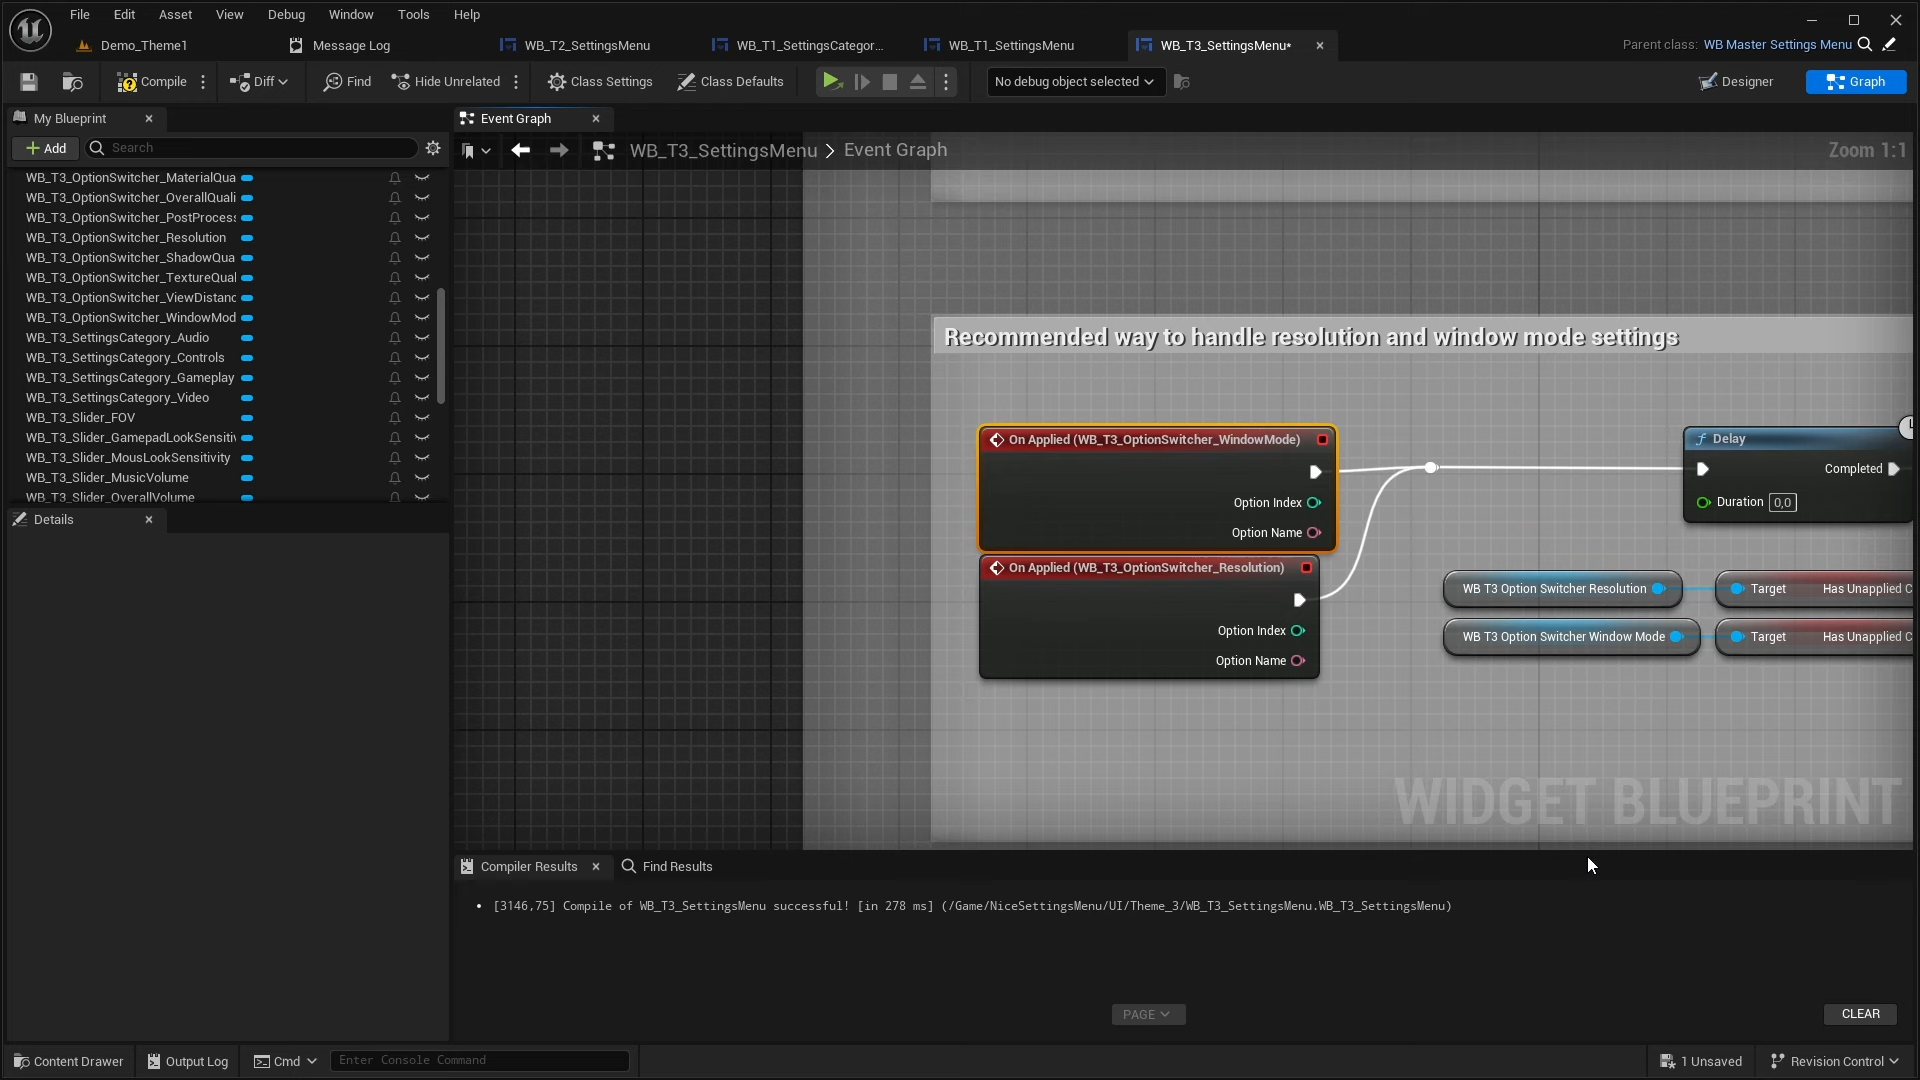 File Edit Asset View Debug Window Tools Help
Demo_Theme1 Message Log WB_T2_SettingsMenu WB_T1_SettingsCategor... WB_T1_SettingsMenu WB_T3_SettingsMenu* Parent class: WB Master Settings Menu
Compile Diff Find Hide Unrelated Class Settings Class Defaults No debug object selected Designer Graph
My Blueprint
Event Graph
Add Search
WB_T3_SettingsMenu > Event Graph Zoom 1:1
WB_T3_OptionSwitcher_MaterialQua
WB_T3_OptionSwitcher_OverallQuali
WB_T3_OptionSwitcher_PostProcess
WB_T3_OptionSwitcher_Resolution
WB_T3_OptionSwitcher_ShadowQua
WB_T3_OptionSwitcher_TextureQual
WB_T3_OptionSwitcher_ViewDistanc
WB_T3_OptionSwitcher_WindowMod
WB_T3_SettingsCategory_Audio
WB_T3_SettingsCategory_Controls
WB_T3_SettingsCategory_Gameplay
WB_T3_SettingsCategory_Video
WB_T3_Slider_FOV
WB_T3_Slider_GamepadLookSensitiv
WB_T3_Slider_MousLookSensitivity
WB_T3_Slider_MusicVolume
WB_T3_Slider_OverallVolume
Details
Recommended way to handle resolution and window mode settings
On Applied (WB_T3_OptionSwitcher_WindowMode)
Option Index
Option Name
On Applied (WB_T3_OptionSwitcher_Resolution)
Option Index
Option Name
Delay
Completed
Duration 0,0
WB T3 Option Switcher Resolution Target Has Unapplied C
WB T3 Option Switcher Window Mode Target Has Unapplied C
WIDGET BLUEPRINT
Compiler Results Find Results
• [3146,75] Compile of WB_T3_SettingsMenu successful! [in 278 ms] (/Game/NiceSettingsMenu/UI/Theme_3/WB_T3_SettingsMenu.WB_T3_SettingsMenu)
PAGE CLEAR
Content Drawer Output Log Cmd Enter Console Command 1 Unsaved Revision Control